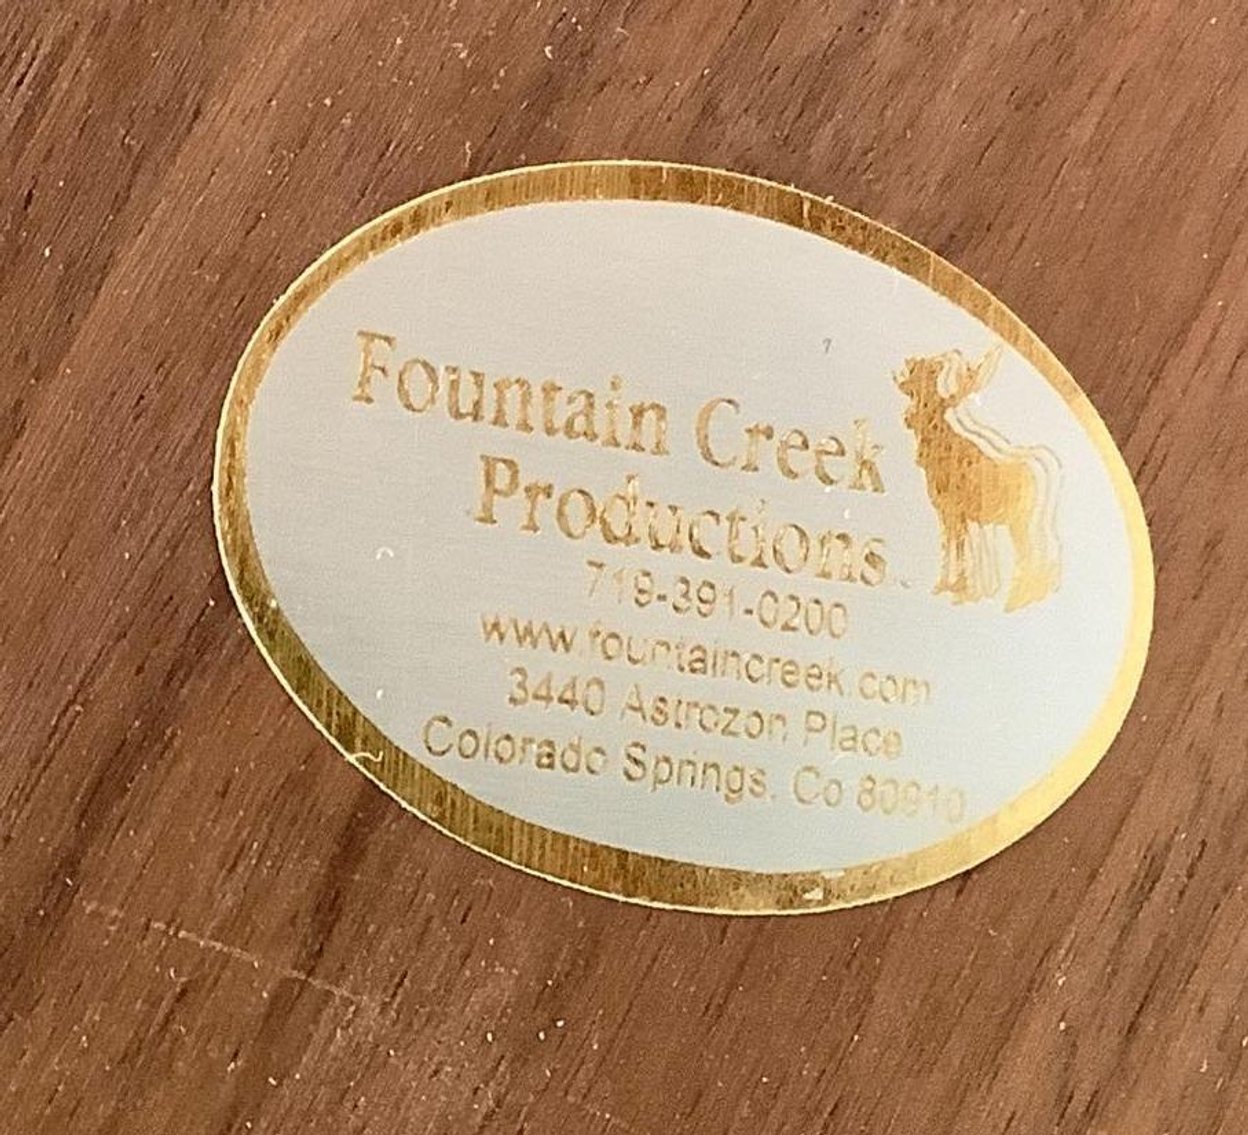 Fountain Creek
Productions
719-391-0200
www.fountaincreek.com
3440 Astrozon Place
Colorado Springs, Co 80910